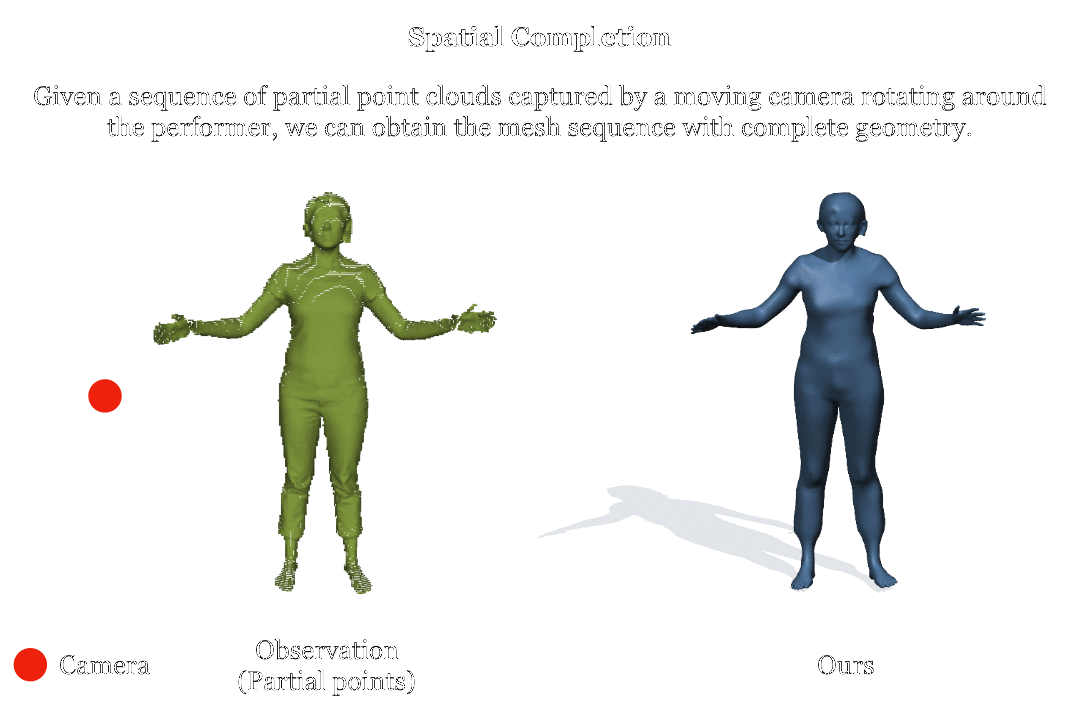 Spatial Completion
Given a sequence of partial point clouds captured by a moving camera rotating around
the performer, we can obtain the mesh sequence with complete geometry.
Camera
Observation
(Partial points)
Ours